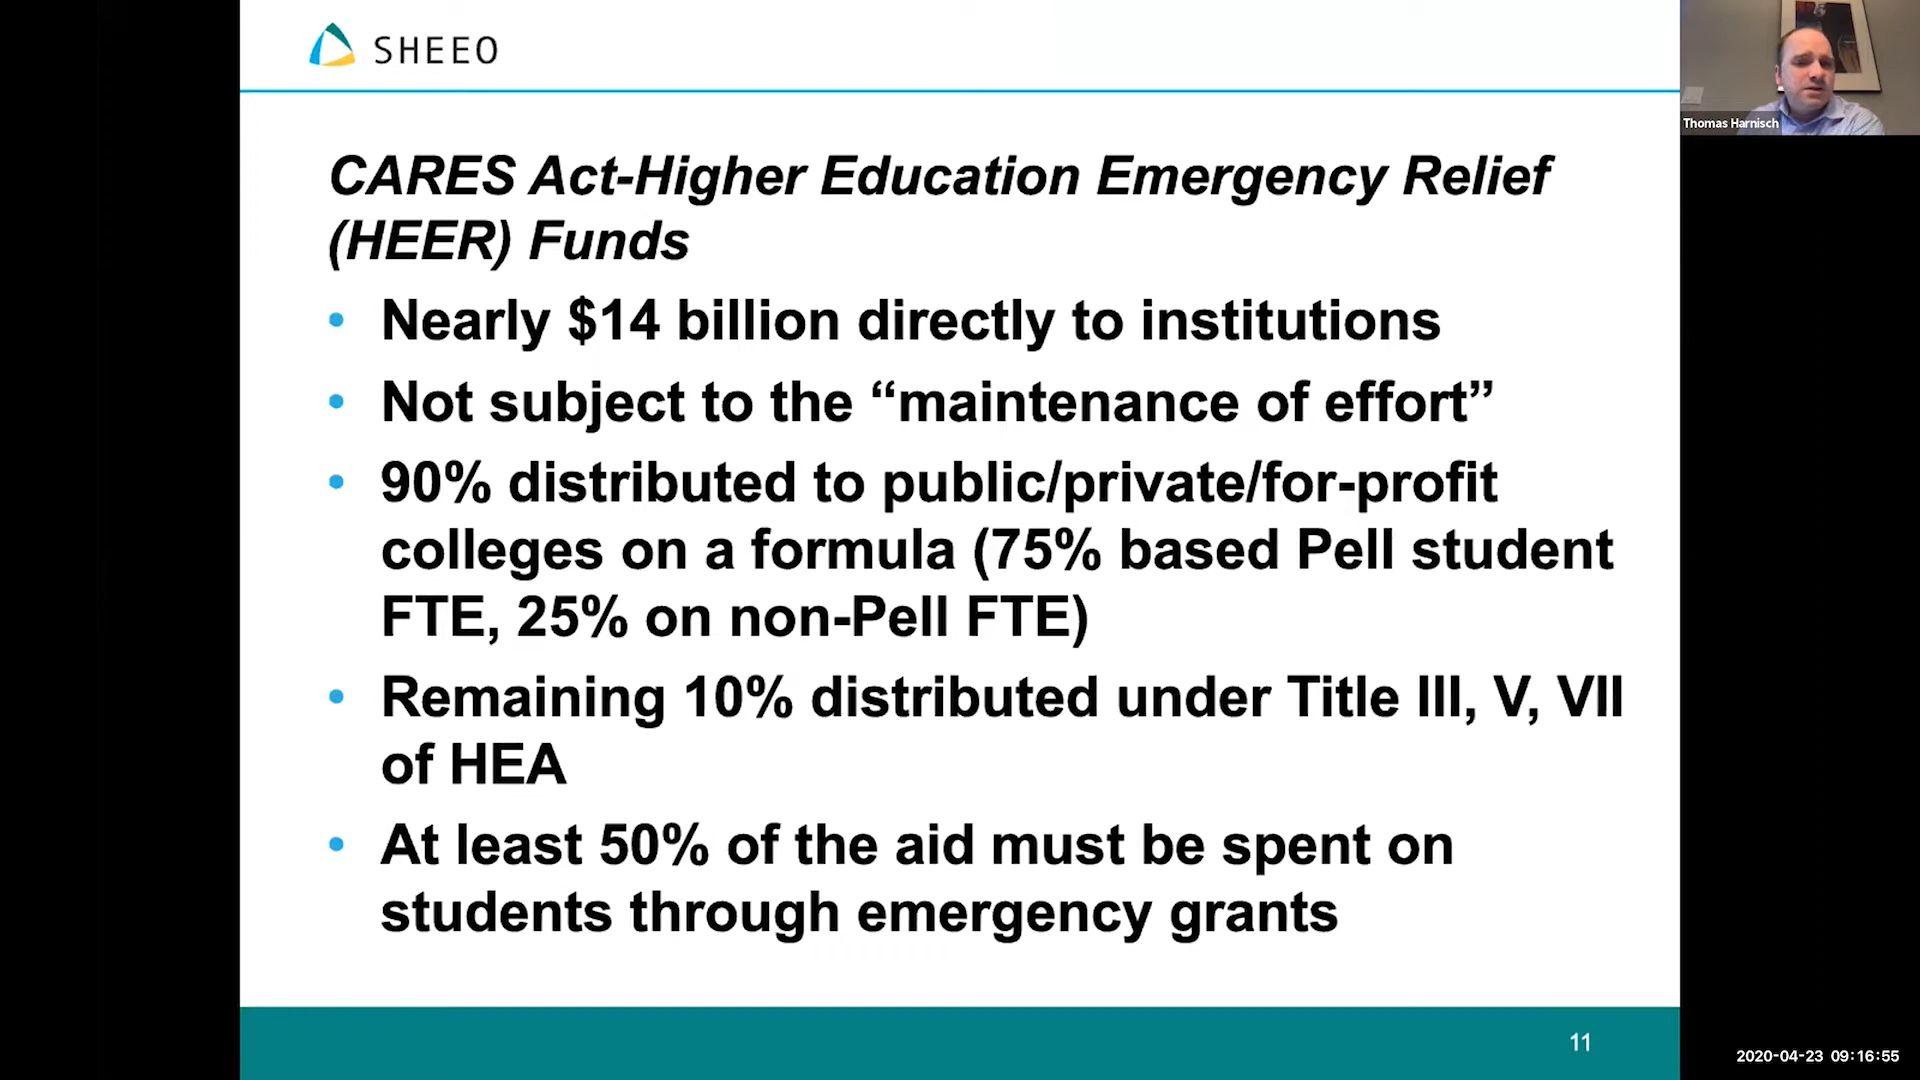 SHEEO
Thomas Harnisch
CARES Act-Higher Education Emergency Relief
(HEER) Funds
• Nearly $14 billion directly to institutions
• Not subject to the “maintenance of effort”
• 90% distributed to public/private/for-profit
colleges on a formula (75% based Pell student
FTE, 25% on non-Pell FTE)
• Remaining 10% distributed under Title III, V, VII
of HEA
• At least 50% of the aid must be spent on
students through emergency grants
11
2020-04-23 09:16:55